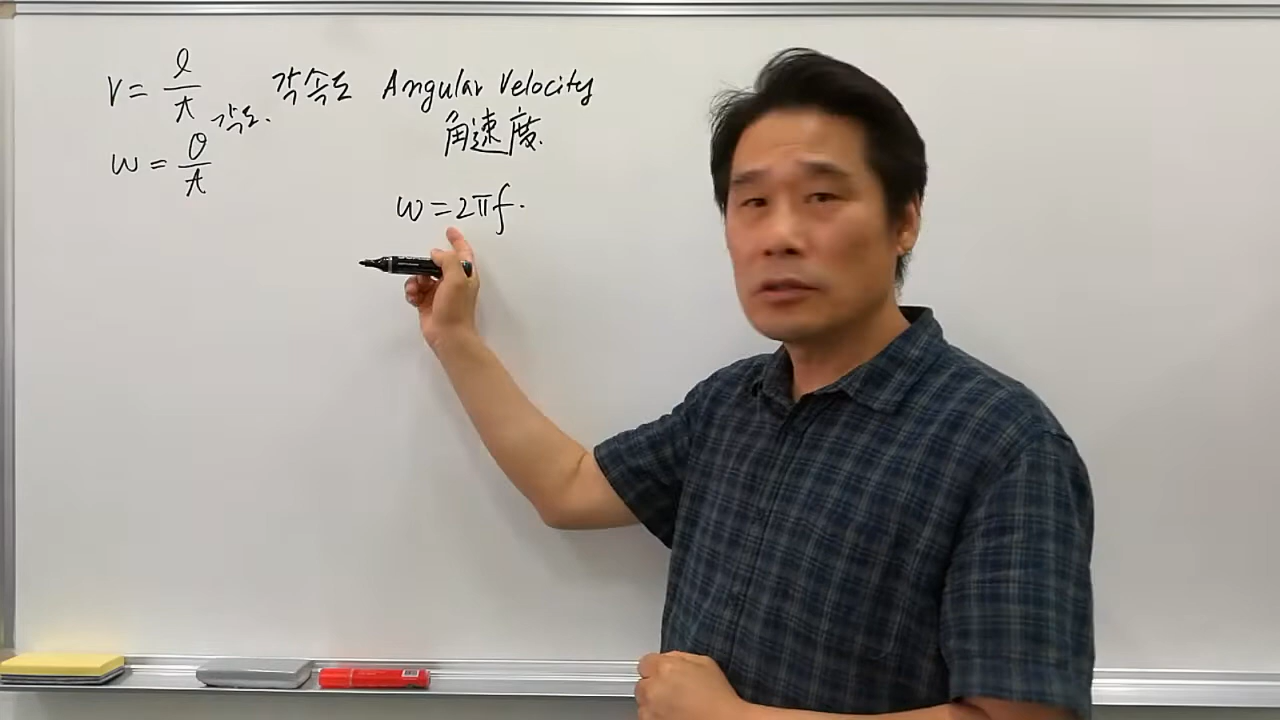 v = l/t 각속도 Angular Velocity
각도.
角速度.
w = θ/t
w = 2πf.